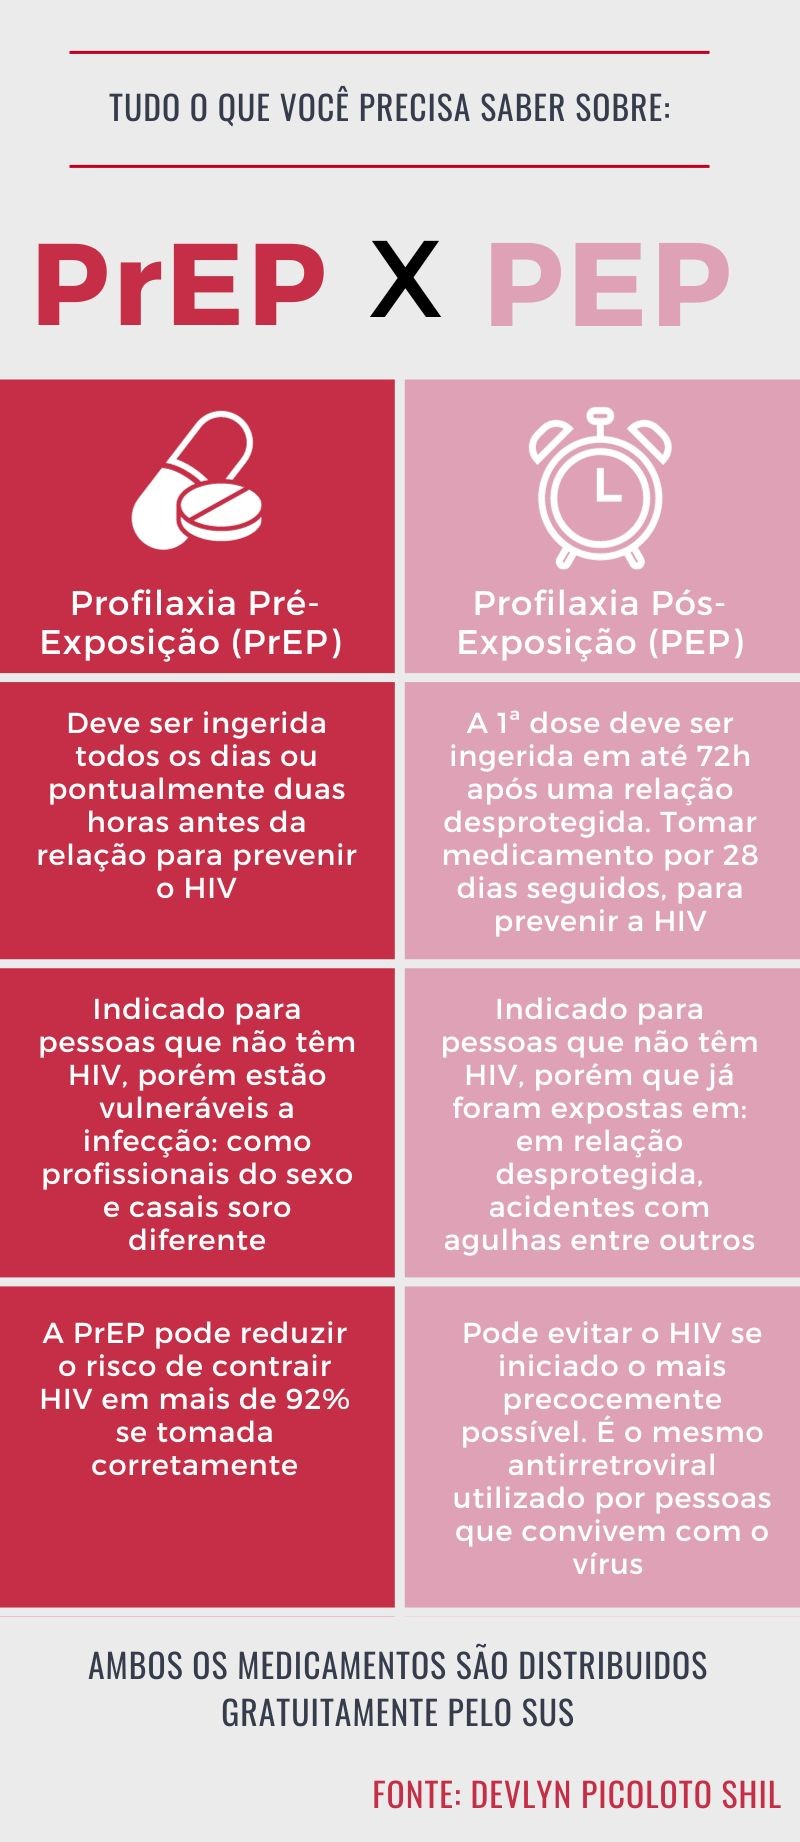 TUDO O QUE VOCÊ PRECISA SABER SOBRE:
PrEP X PEP
Profilaxia Pré-
Exposição (PrEP)
Profilaxia Pós-
Exposição (PEP)
Deve ser ingerida
todos os dias ou
pontualmente duas
horas antes da
relação para prevenir
o HIV
A 1ª dose deve ser
ingerida em até 72h
após uma relação
desprotegida. Tomar
medicamento por 28
dias seguidos, para
prevenir a HIV
Indicado para
pessoas que não têm
HIV, porém estão
vulneráveis a
infecção: como
profissionais do sexo
e casais soro
diferente
Indicado para
pessoas que não têm
HIV, porém que já
foram expostas em:
em relação
desprotegida,
acidentes com
agulhas entre outros
A PrEP pode reduzir
o risco de contrair
HIV em mais de 92%
se tomada
corretamente
Pode evitar o HIV se
iniciado o mais
precocemente
possível. É o mesmo
antirretroviral
utilizado por pessoas
que convivem com o
vírus
AMBOS OS MEDICAMENTOS SÃO DISTRIBUIDOS
GRATUITAMENTE PELO SUS
FONTE: DEVLYN PICOLOTO SHIL